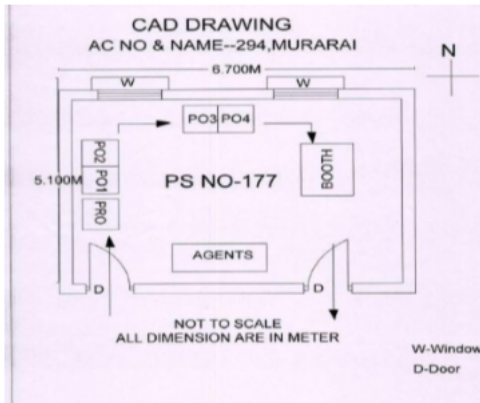 CAD DRAWING
AC NO & NAME--294,MURARAI
N
6.700M
W
W
PO3 PO4
PO2
PO1
PRO
5.100M
PS NO-177
BOOTH
AGENTS
D
D
NOT TO SCALE
ALL DIMENSION ARE IN METER
W-Window
D-Door